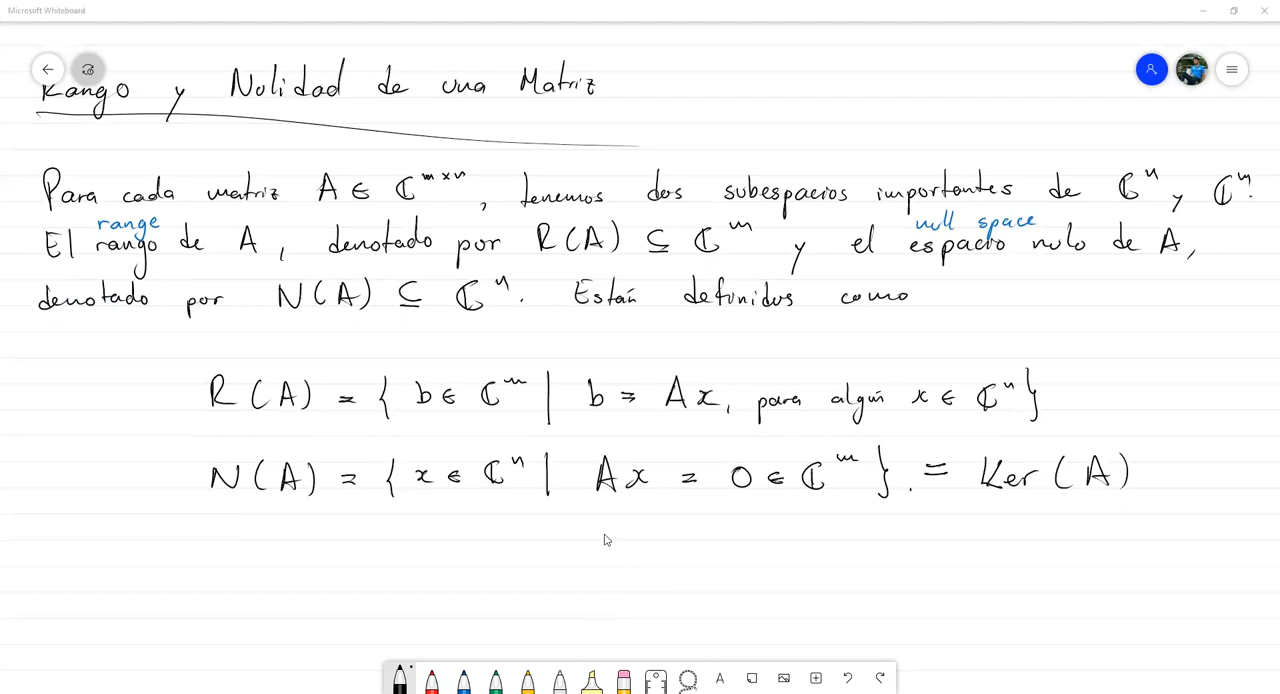 Microsoft Whiteboard
Rango y Nulidad de una Matriz
Para cada matriz A ∈ ℂ^{m×n}, tenemos dos subespacios importantes de ℂ^n y ℂ^m.
range null space
El rango de A, denotado por R(A) ⊆ ℂ^m y el espacio nulo de A,
denotado por N(A) ⊆ ℂ^n. Están definidos como
R(A) = { b ∈ ℂ^m | b = Ax, para algún x ∈ ℂ^n }
N(A) = { x ∈ ℂ^n | Ax = 0 ∈ ℂ^m }. = Ker(A)